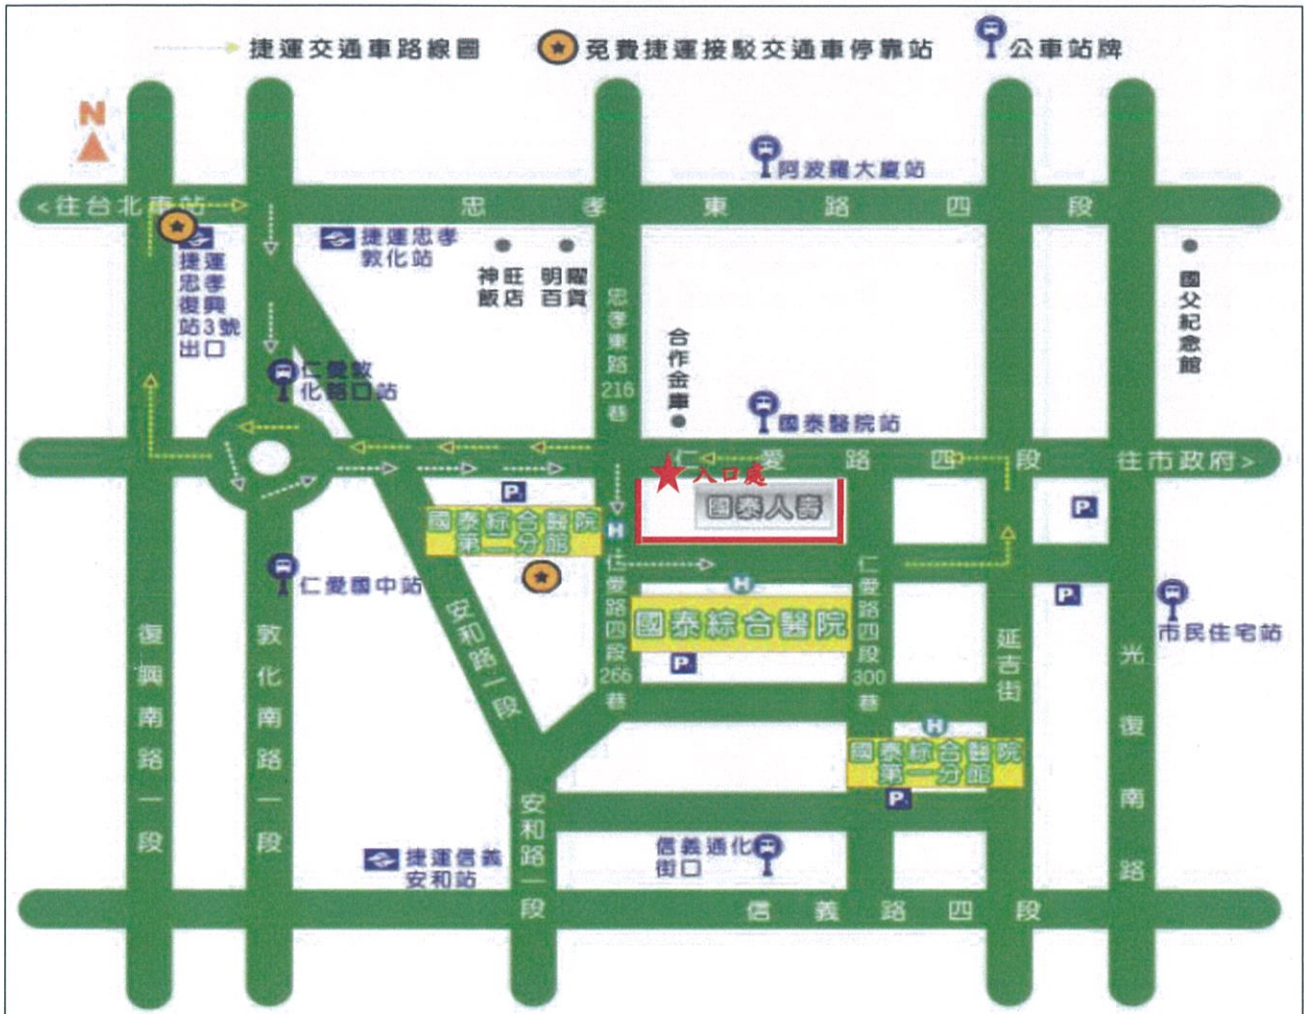 捷運交通車路線圖
免費捷運接駁交通車停靠站
公車站牌
N
阿波羅大廈站
<往台北車站
忠孝東路四段
捷運忠孝
敦化站
捷運
忠孝
復興
站3號
出口
神旺
飯店
明曜
百貨
國父紀念館
忠孝東路216巷
合作金庫
仁愛敦
化路口站
國泰醫院站
仁愛路四段
往市政府>
入口處
國泰人壽
P
國泰綜合醫院
第二分館
H
P
仁愛國中站
仁愛路四段266巷
H
國泰綜合醫院
P
仁愛路四段300巷
P
市民住宅站
復興南路一段
敦化南路一段
安和路一段
延吉街
光復南路
H
國泰綜合醫院
第一分館
P
安和路一段
捷運信義
安和站
信義通化
街口
信義路四段